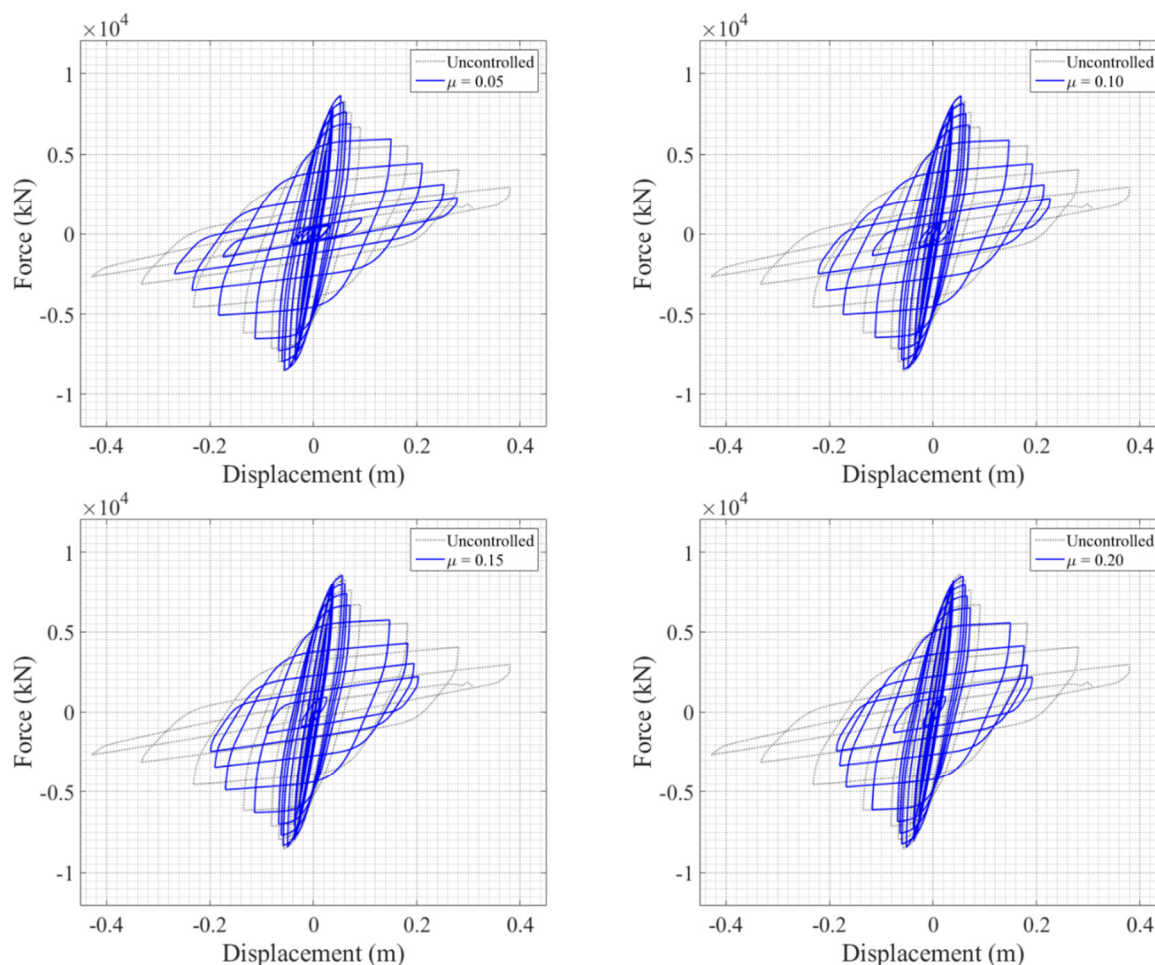 ×10⁴
Uncontrolled
μ = 0.05
1
0.5
0
-0.5
-1
Force (kN)
-0.4 -0.2 0 0.2 0.4
Displacement (m)
×10⁴
Uncontrolled
μ = 0.10
1
0.5
0
-0.5
-1
Force (kN)
-0.4 -0.2 0 0.2 0.4
Displacement (m)
×10⁴
Uncontrolled
μ = 0.15
1
0.5
0
-0.5
-1
Force (kN)
-0.4 -0.2 0 0.2 0.4
Displacement (m)
×10⁴
Uncontrolled
μ = 0.20
1
0.5
0
-0.5
-1
Force (kN)
-0.4 -0.2 0 0.2 0.4
Displacement (m)